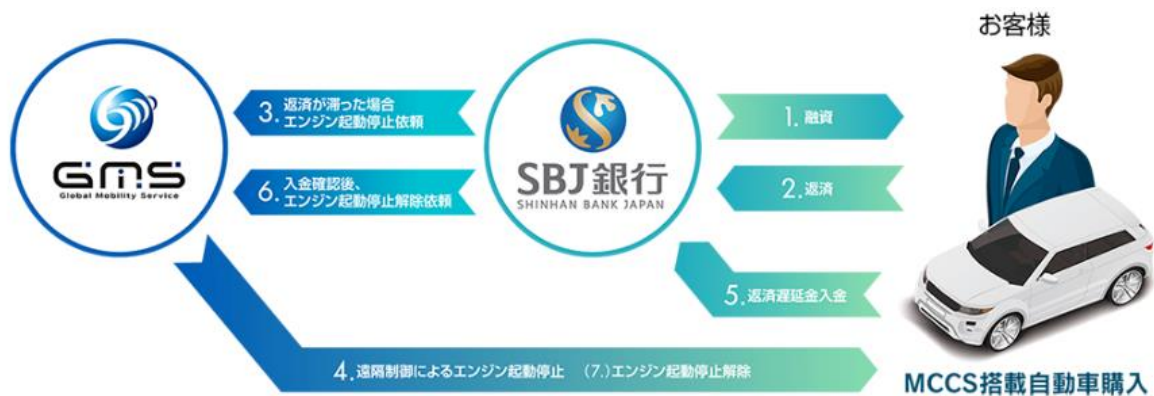 お客様
GMS
Global Mobility Service
3. 返済が滞った場合
エンジン起動停止依頼
6. 入金確認後、
エンジン起動停止解除依頼
SBJ銀行
SHINHAN BANK JAPAN
1. 融資
2. 返済
5. 返済遅延金入金
4. 遠隔制御によるエンジン起動停止 (7.)エンジン起動停止解除
MCCS搭載自動車購入